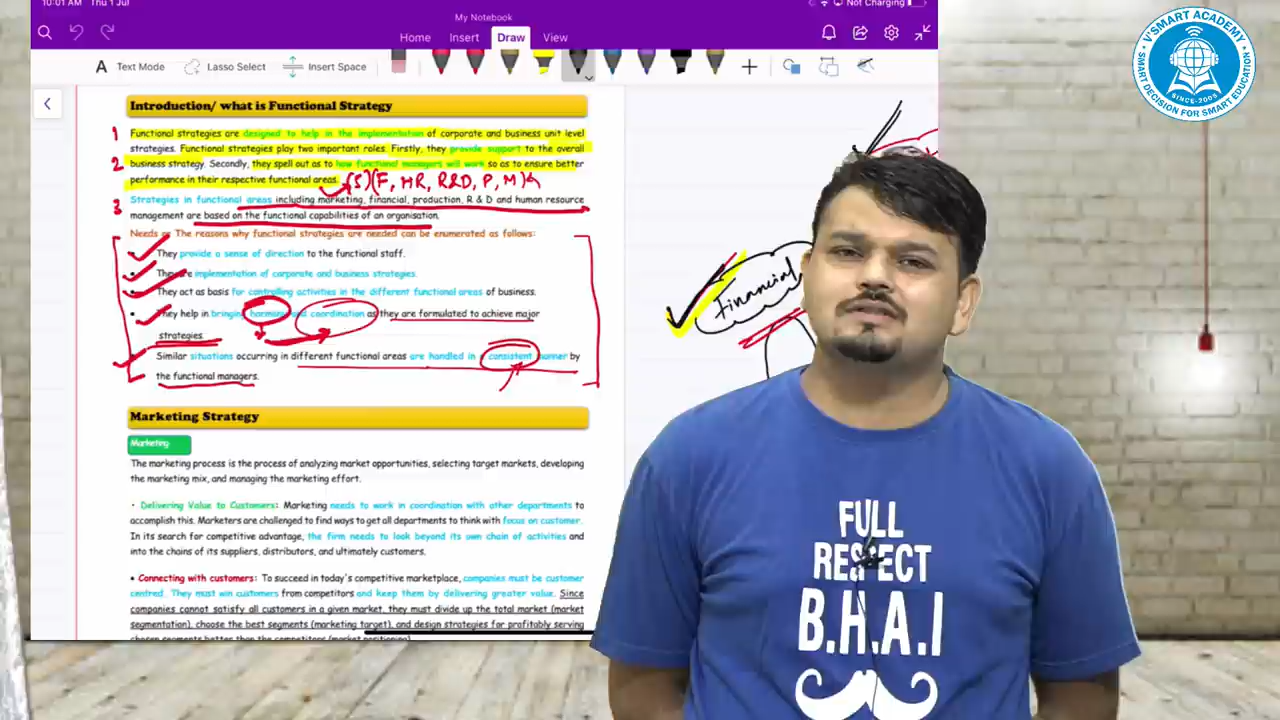 10:01 AM Thu 1 Jul
Not Charging
My Notebook
Home Insert Draw View
Text Mode Lasso Select Insert Space
Introduction/ what is Functional Strategy
1 Functional strategies are designed to help in the implementation of corporate and business unit level
strategies. Functional strategies play two important roles. Firstly, they provide support to the overall
2 business strategy. Secondly, they spell out as to how functional managers will work so as to ensure better
performance in their respective functional areas. (5)(F, HR, R&D, P, M)
3 Strategies in functional areas including marketing, financial, production, R & D and human resource
management are based on the functional capabilities of an organisation.
Needs The reasons why functional strategies are needed can be enumerated as follows:
They provide a sense of direction to the functional staff.
implementation of corporate and business strategies.
They act as basis for controlling activities in the different functional areas of business.
They help in bringing coordination as they are formulated to achieve major
strategies
Similar situations occurring in different functional areas are handled in consistent manner by
the functional managers.
Financial
Marketing Strategy
Marketing
The marketing process is the process of analyzing market opportunities, selecting target markets, developing
the marketing mix, and managing the marketing effort.
• Delivering Value to Customers: Marketing needs to work in coordination with other departments to
accomplish this. Marketers are challenged to find ways to get all departments to think with focus on customer.
In its search for competitive advantage, the firm needs to look beyond its own chain of activities and
into the chains of its suppliers, distributors, and ultimately customers.
• Connecting with customers: To succeed in today's competitive marketplace, companies must be customer
centred. They must win customers from competitors and keep them by delivering greater value. Since
companies cannot satisfy all customers in a given market, they must divide up the total market (market
segmentation), choose the best segments (marketing target), and design strategies for profitably serving
chosen segments better than the competitors (market positioning).
V'SMART ACADEMY
SINCE-2005
SMART DECISION FOR SMART EDUCATION
FULL
RESPECT
B.H.A.I